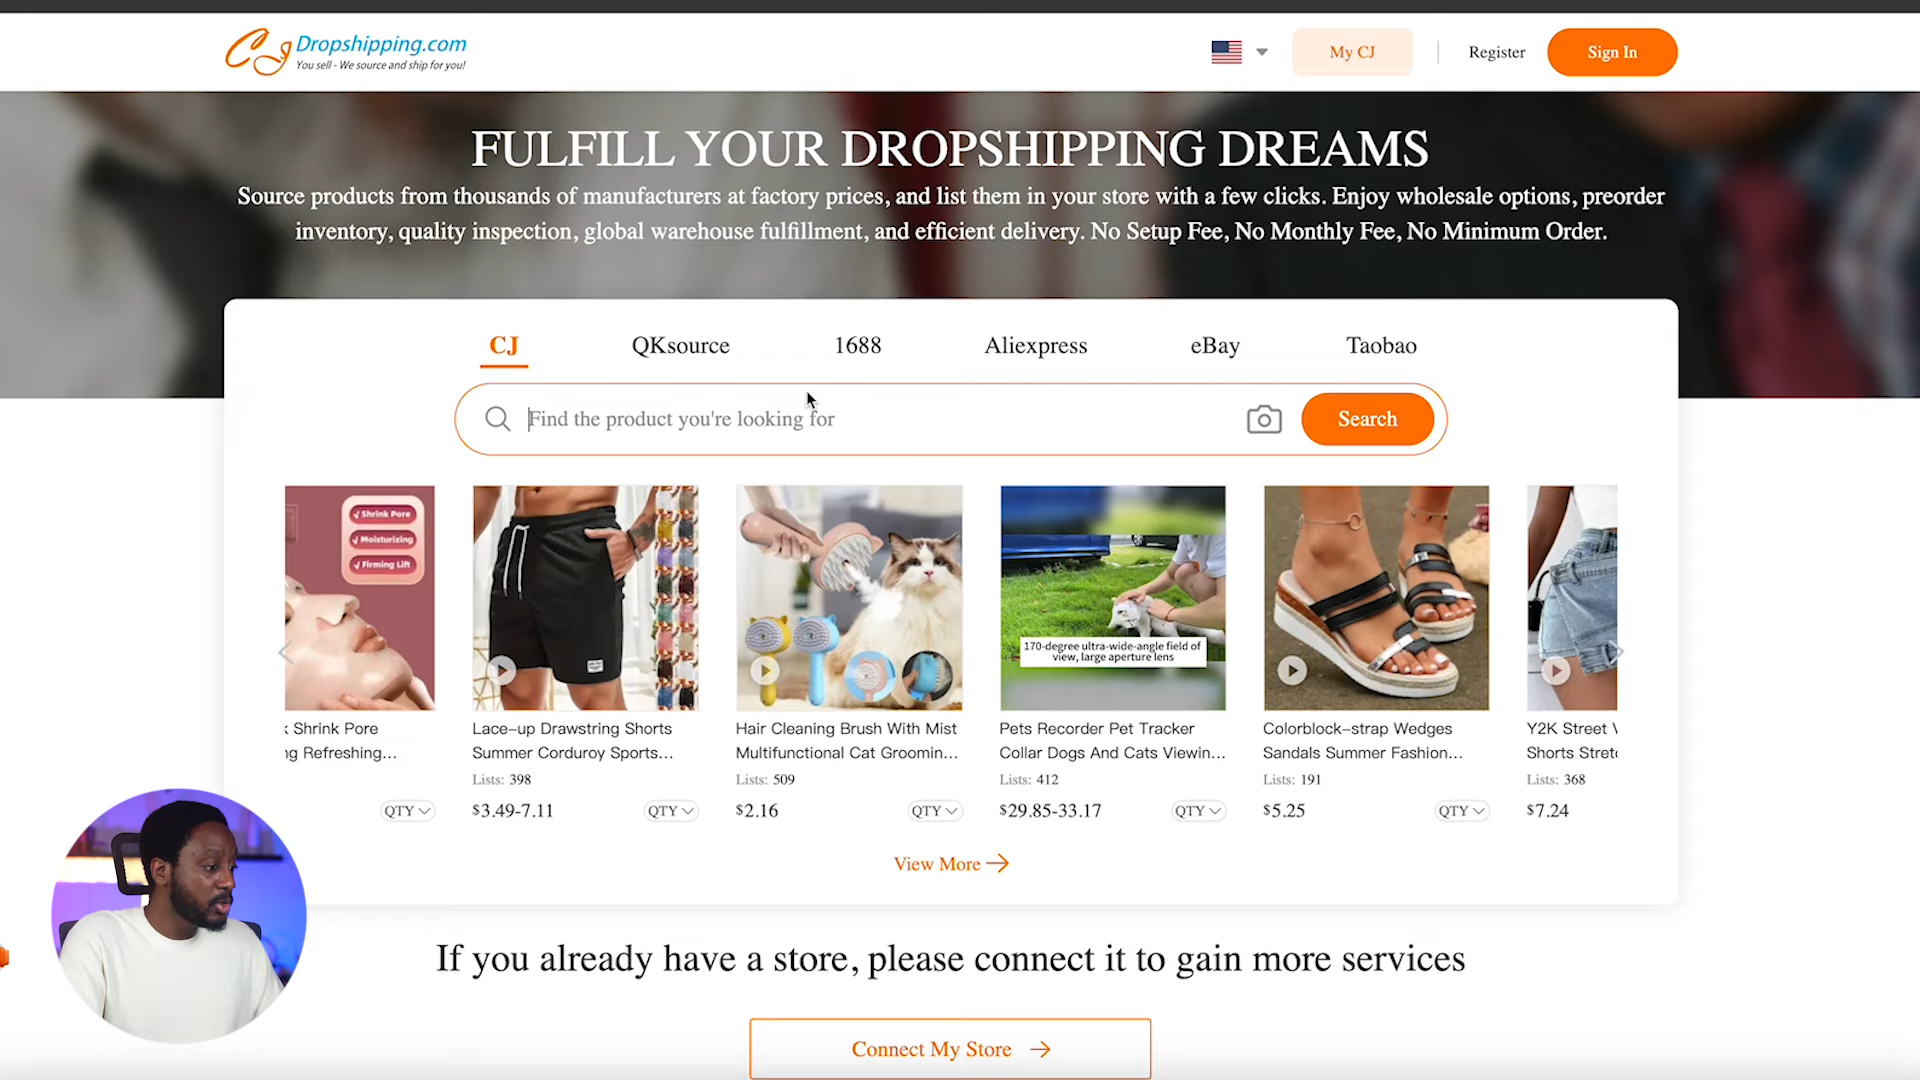 CJ Dropshipping.com
You sell - We source and ship for you!
My CJ
Register
Sign In
FULFILL YOUR DROPSHIPPING DREAMS
Source products from thousands of manufacturers at factory prices, and list them in your store with a few clicks. Enjoy wholesale options, preorder
inventory, quality inspection, global warehouse fulfillment, and efficient delivery. No Setup Fee, No Monthly Fee, No Minimum Order.
CJ
QKsource
1688
Aliexpress
eBay
Taobao
Find the product you're looking for
Search
√ Shrink Pore
√ Moisturizing
√ Firming Lift
Shrink Pore
Refreshing...
QTY
Lace-up Drawstring Shorts
Summer Corduroy Sports...
Lists: 398
$3.49-7.11
QTY
Hair Cleaning Brush With Mist
Multifunctional Cat Groomin...
Lists: 509
$2.16
QTY
170-degree ultra-wide-angle field of
view, large aperture lens
Pets Recorder Pet Tracker
Collar Dogs And Cats Viewin...
Lists: 412
$29.85-33.17
QTY
Colorblock-strap Wedges
Sandals Summer Fashion...
Lists: 191
$5.25
QTY
Y2K Street
Shorts
Lists: 368
$7.24
View More
If you already have a store, please connect it to gain more services
Connect My Store